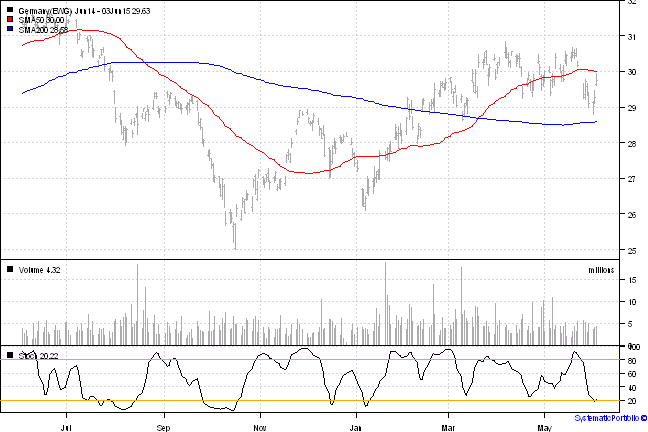 Germany(EWG) Jun14 - 03Jun15 29.63
SMA50 30.00
SMA200 28.58
32
31
30
29
28
27
26
25
Volume 4.32
millions
15
10
5
0
Stoch 20.22
100
80
60
40
20
Jul
Sep
Nov
Jan
Mar
May
SystematicPortfolio ©